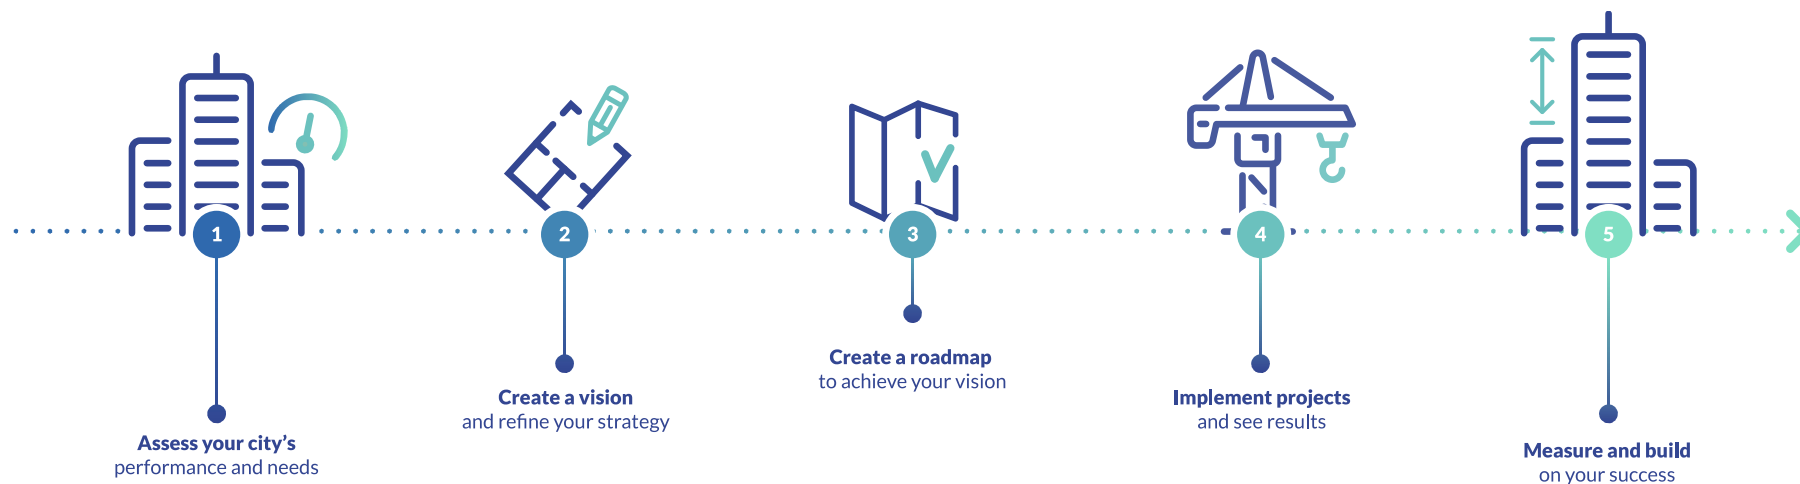 1
Assess your city’s
performance and needs
2
Create a vision
and refine your strategy
3
Create a roadmap
to achieve your vision
4
Implement projects
and see results
5
Measure and build
on your success